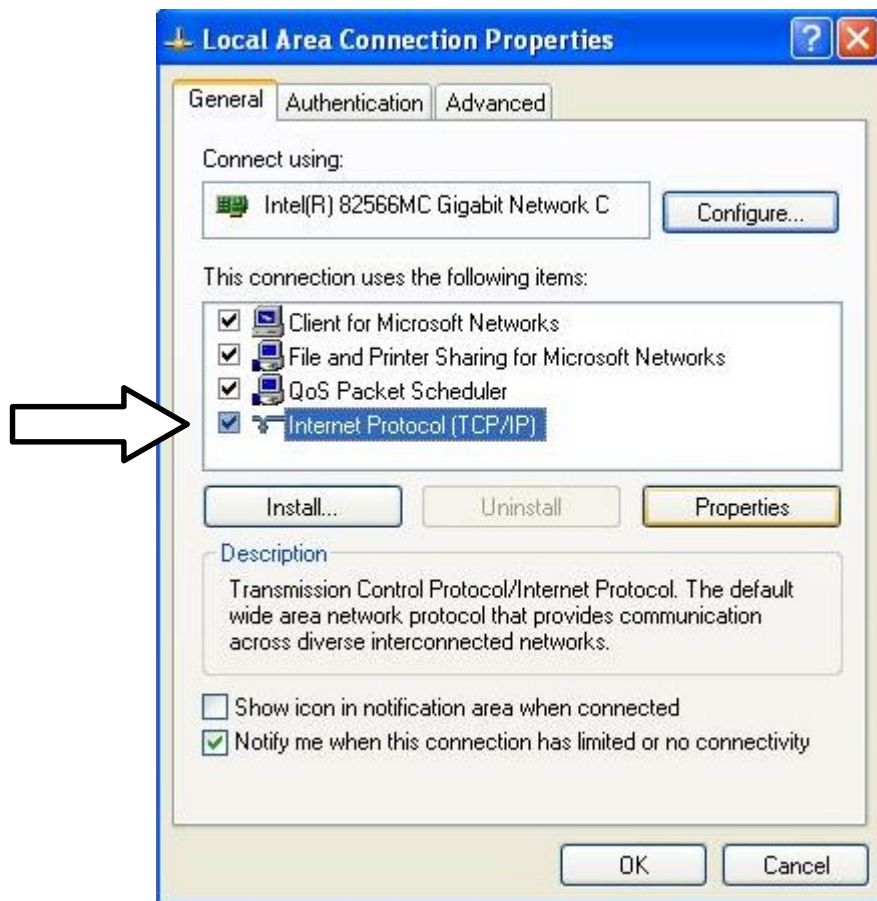 Local Area Connection Properties
General Authentication Advanced
Connect using:
Intel(R) 82566MC Gigabit Network C Configure...
This connection uses the following items:
Client for Microsoft Networks
File and Printer Sharing for Microsoft Networks
QoS Packet Scheduler
Internet Protocol (TCP/IP)
Install... Uninstall Properties
Description
Transmission Control Protocol/Internet Protocol. The default
wide area network protocol that provides communication
across diverse interconnected networks.
Show icon in notification area when connected
Notify me when this connection has limited or no connectivity
OK Cancel